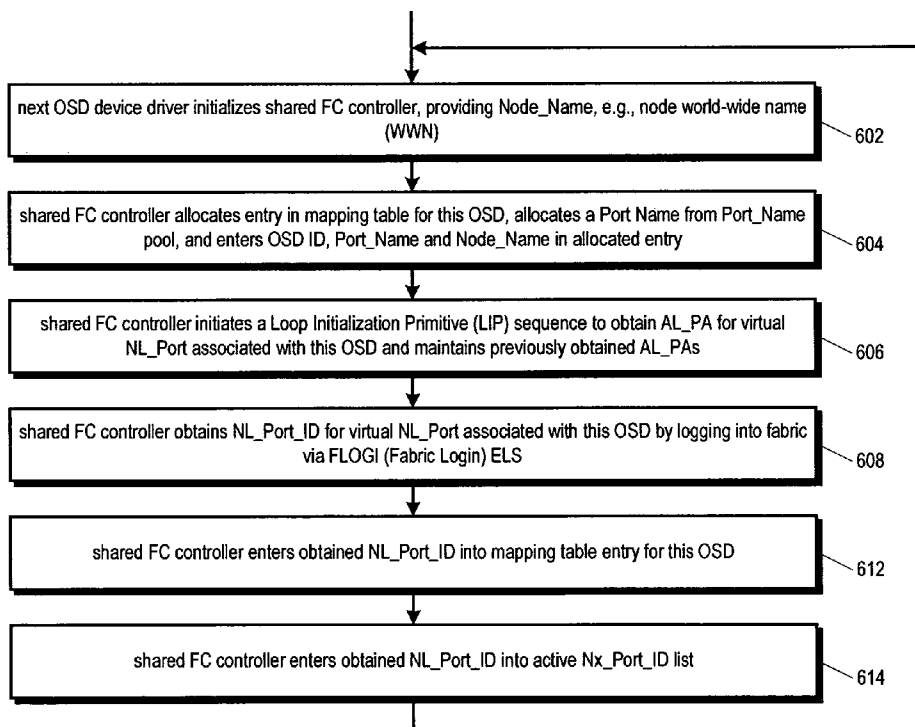 next OSD device driver initializes shared FC controller, providing Node_Name, e.g., node world-wide name
(WWN)
602
shared FC controller allocates entry in mapping table for this OSD, allocates a Port Name from Port_Name
pool, and enters OSD ID, Port_Name and Node_Name in allocated entry
604
shared FC controller initiates a Loop Initialization Primitive (LIP) sequence to obtain AL_PA for virtual
NL_Port associated with this OSD and maintains previously obtained AL_PAs
606
shared FC controller obtains NL_Port_ID for virtual NL_Port associated with this OSD by logging into fabric
via FLOGI (Fabric Login) ELS
608
shared FC controller enters obtained NL_Port_ID into mapping table entry for this OSD
612
shared FC controller enters obtained NL_Port_ID into active Nx_Port_ID list
614